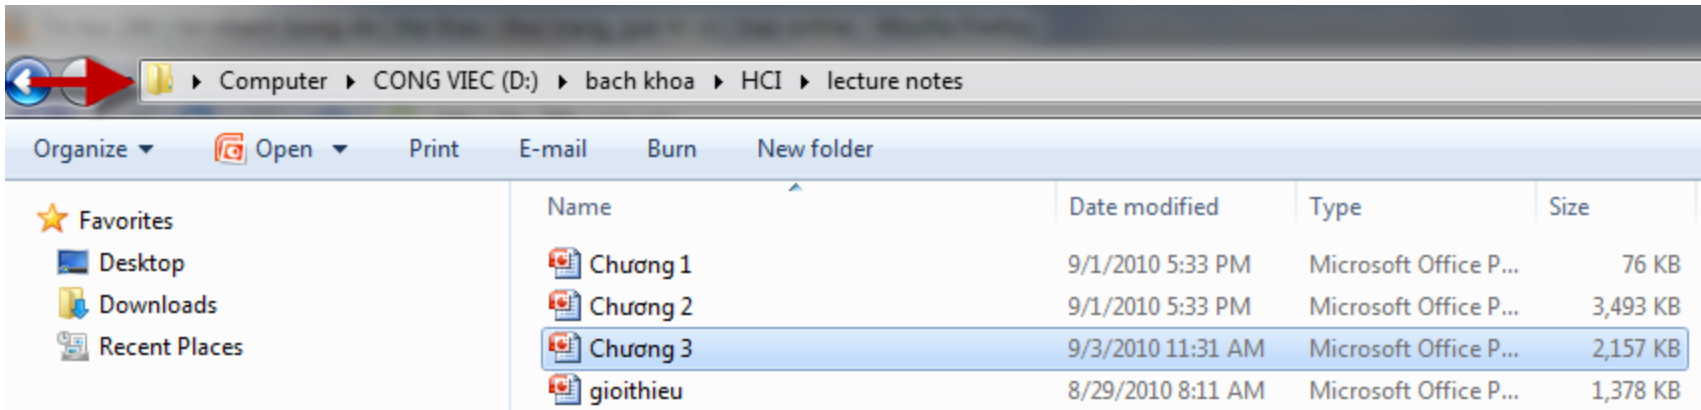 Computer CONG VIEC (D:) bach khoa HCI lecture notes
Organize Open Print E-mail Burn New folder
Name Date modified Type Size
Favorites
Desktop
Downloads
Recent Places
Chương 1 9/1/2010 5:33 PM Microsoft Office P... 76 KB
Chương 2 9/1/2010 5:33 PM Microsoft Office P... 3,493 KB
Chương 3 9/3/2010 11:31 AM Microsoft Office P... 2,157 KB
gioithieu 8/29/2010 8:11 AM Microsoft Office P... 1,378 KB